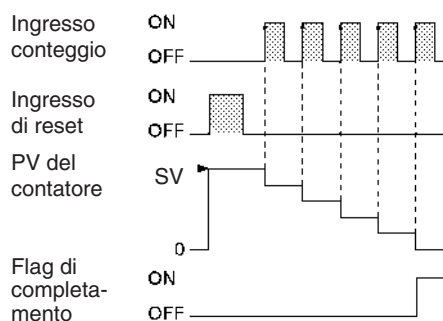 Ingresso
conteggio
ON
OFF
Ingresso
di reset
ON
OFF
PV del
contatore
SV
0
Flag di
completa-
mento
ON
OFF